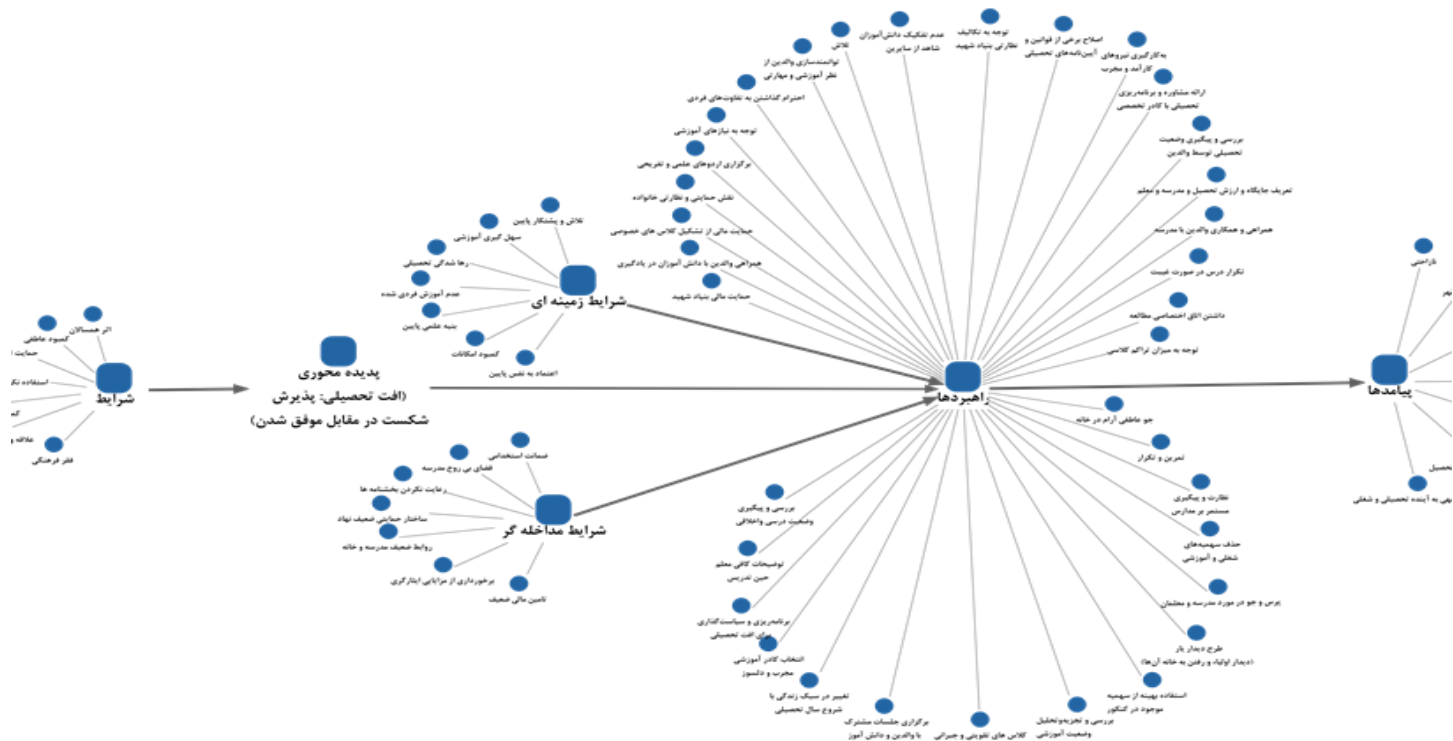 اثر همسالان
کمبود عاطفی
حمایت
استفاده
علاقه و
فقر فرهنگی
شرایط
پدیده محوری
(افت تحصیلی: پذیرش
شکست در مقابل موفق شدن)
تلاش و پشتکار پایین
سهل گیری آموزشی
رها شدگی تحصیلی
عدم آموزش فردی شده
بنیه علمی پایین
کمبود امکانات
اعتماد به نفس پایین
شرایط زمینه ای
ضمانت استخدامی
فضای بی روح مدرسه
رعایت نکردن بخشنامه ها
ساختار حمایتی ضعیف نهاد
روابط ضعیف مدرسه و خانه
برخورداری از مزایایی ایثارگری
تامین مالی ضعیف
شرایط مداخله گر
به‌کارگیری نیروهای
کارآمد و مجرب
اصلاح برخی از قوانین و
آیین‌نامه‌های تحصیلی
توجه به تکالیف
نظارتی بنیاد شهید
عدم تفکیک دانش‌آموزان
شاهد از سایرین
تلاش
توانمندسازی والدین از
نظر آموزشی و مهارتی
احترام گذاشتن به تفاوت‌های فردی
توجه به نیازهای آموزشی
برگزاری اردوهای علمی و تفریحی
نقش حمایتی و نظارتی خانواده
حمایت مالی از تشکیل کلاس های خصوصی
همراهی والدین با دانش آموزان در یادگیری
حمایت مالی بنیاد شهید
ارائه مشاوره و برنامه‌ریزی
تحصیلی با کادر تخصصی
بررسی و پیگیری وضعیت
تحصیلی توسط والدین
تعریف جایگاه و ارزش تحصیل و مدرسه و معلم
همراهی و همکاری والدین با مدرسه
تکرار درس در صورت غیبت
داشتن اتاق اختصاصی مطالعه
توجه به میزان تراکم کلاسی
راهبردها
جو عاطفی آرام در خانه
تمرین و تکرار
نظارت و پیگیری
مستمر بر مدارس
حذف سهمیه‌های
شغلی و آموزشی
پرس و جو در مورد مدرسه و معلمان
طرح دیدار یار
(دیدار اولیاء و رفتن به خانه آن‌ها)
استفاده بهینه از سهمیه
موجود در کنکور
بررسی و تجزیه‌وتحلیل
وضعیت آموزشی
کلاس های تقویتی و جبرانی
برگزاری جلسات مشترک
با والدین و دانش آموز
تغییر در سبک زندگی با
شروع سال تحصیلی
انتخاب کادر آموزشی
مجرب و دلسوز
برنامه‌ریزی و سیاست‌گذاری
برای افت تحصیلی
توضیحات کافی معلم
حین تدریس
بررسی و پیگیری
وضعیت درسی واخلاقی
ناراحتی
پیامدها
تحصیل
به آینده تحصیلی و شغلی